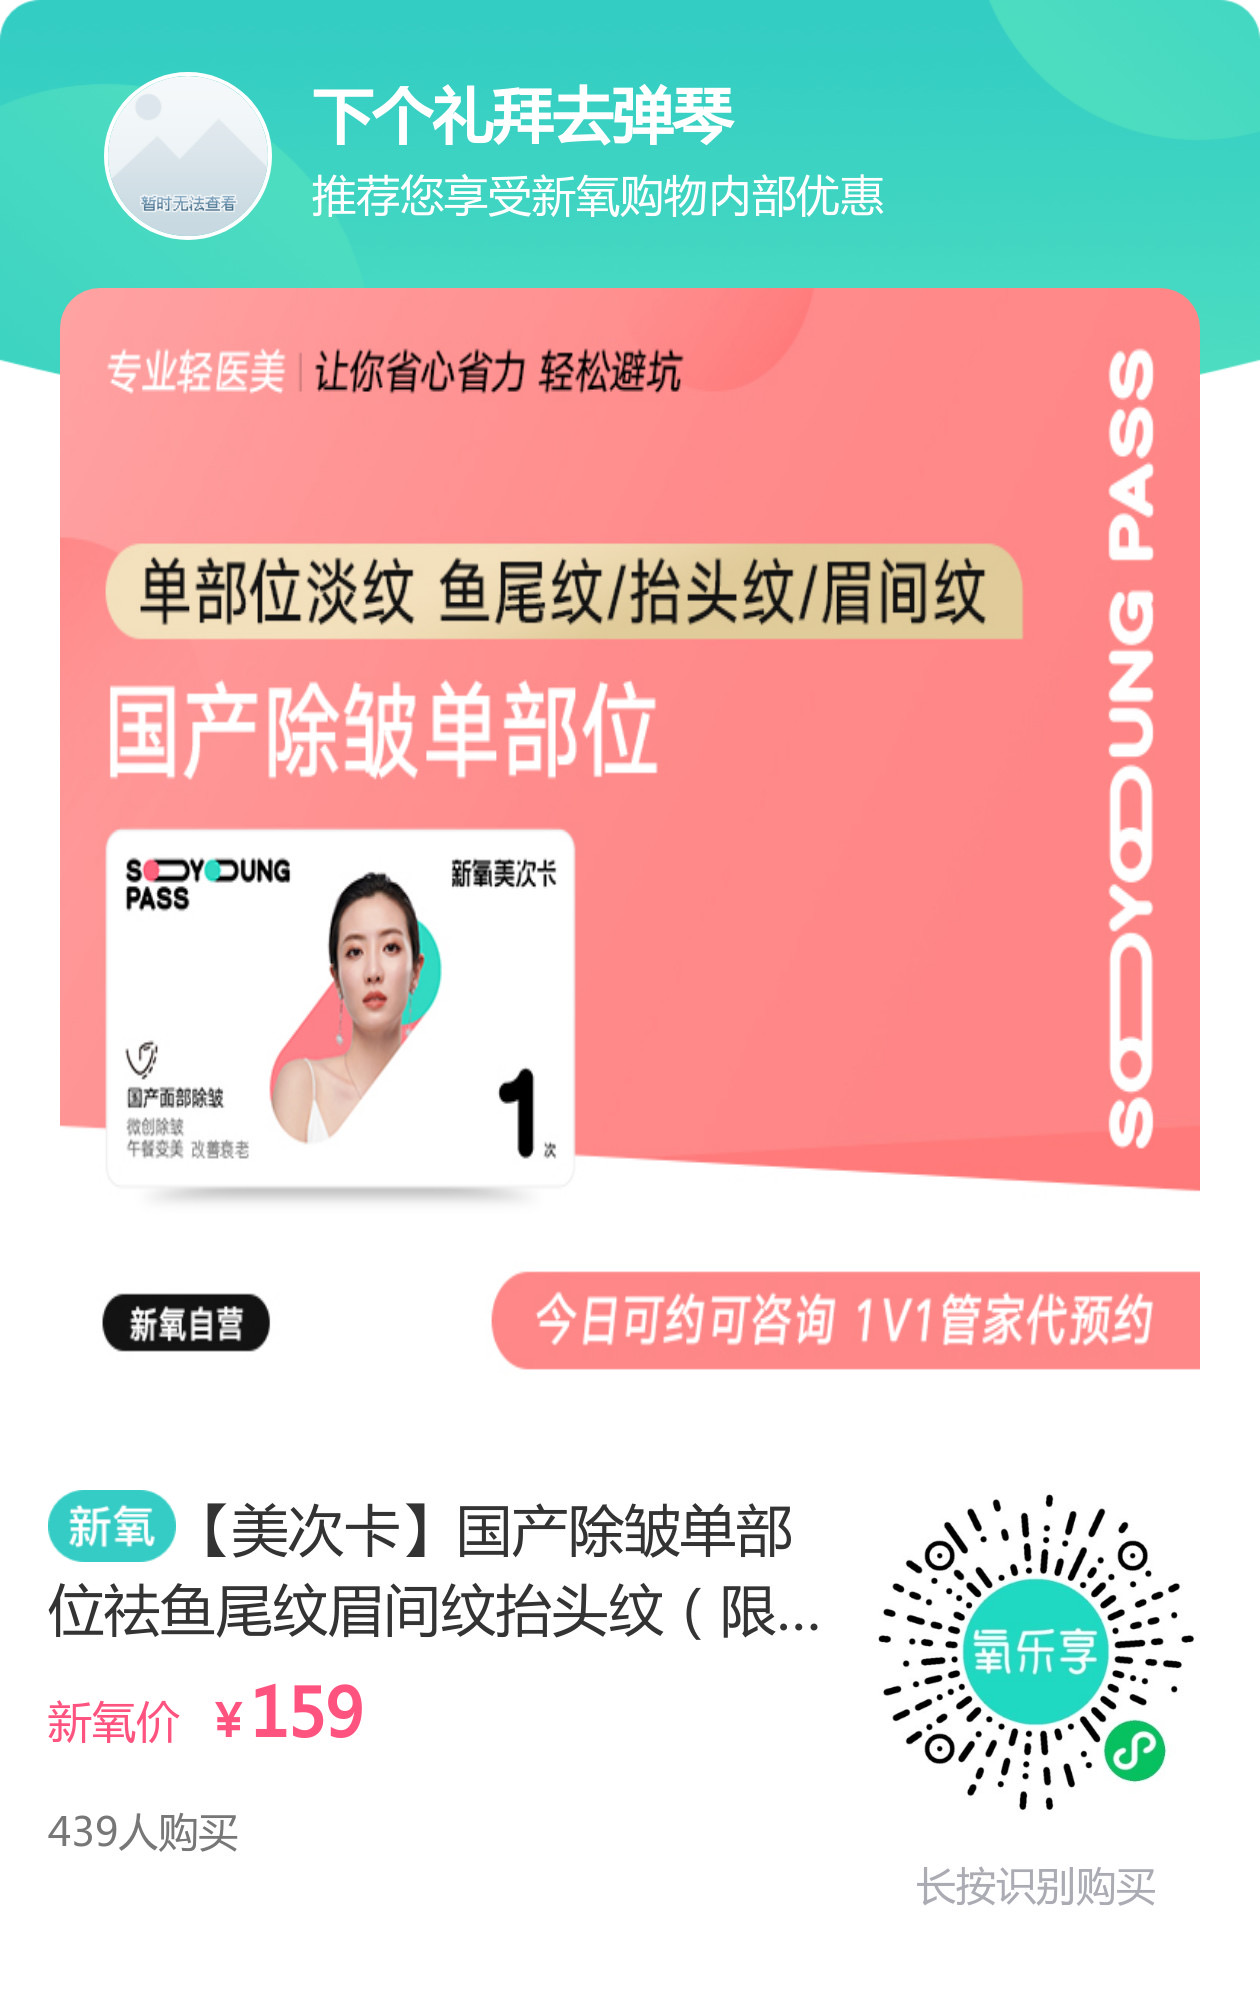 暂时无法查看
下个礼拜去弹琴
推荐您享受新氧购物内部优惠
专业轻医美 | 让你省心省力 轻松避坑
SOYOUNG PASS
单部位淡纹 鱼尾纹/抬头纹/眉间纹
国产除皱单部位
SOYOUNG
PASS
新氧美次卡
国产面部除皱
微创除皱
午餐变美 改善衰老
1次
新氧自营
今日可约可咨询 1V1管家代预约
新氧【美次卡】国产除皱单部
位祛鱼尾纹眉间纹抬头纹（限...
新氧价 ¥159
439人购买
氧乐享
长按识别购买